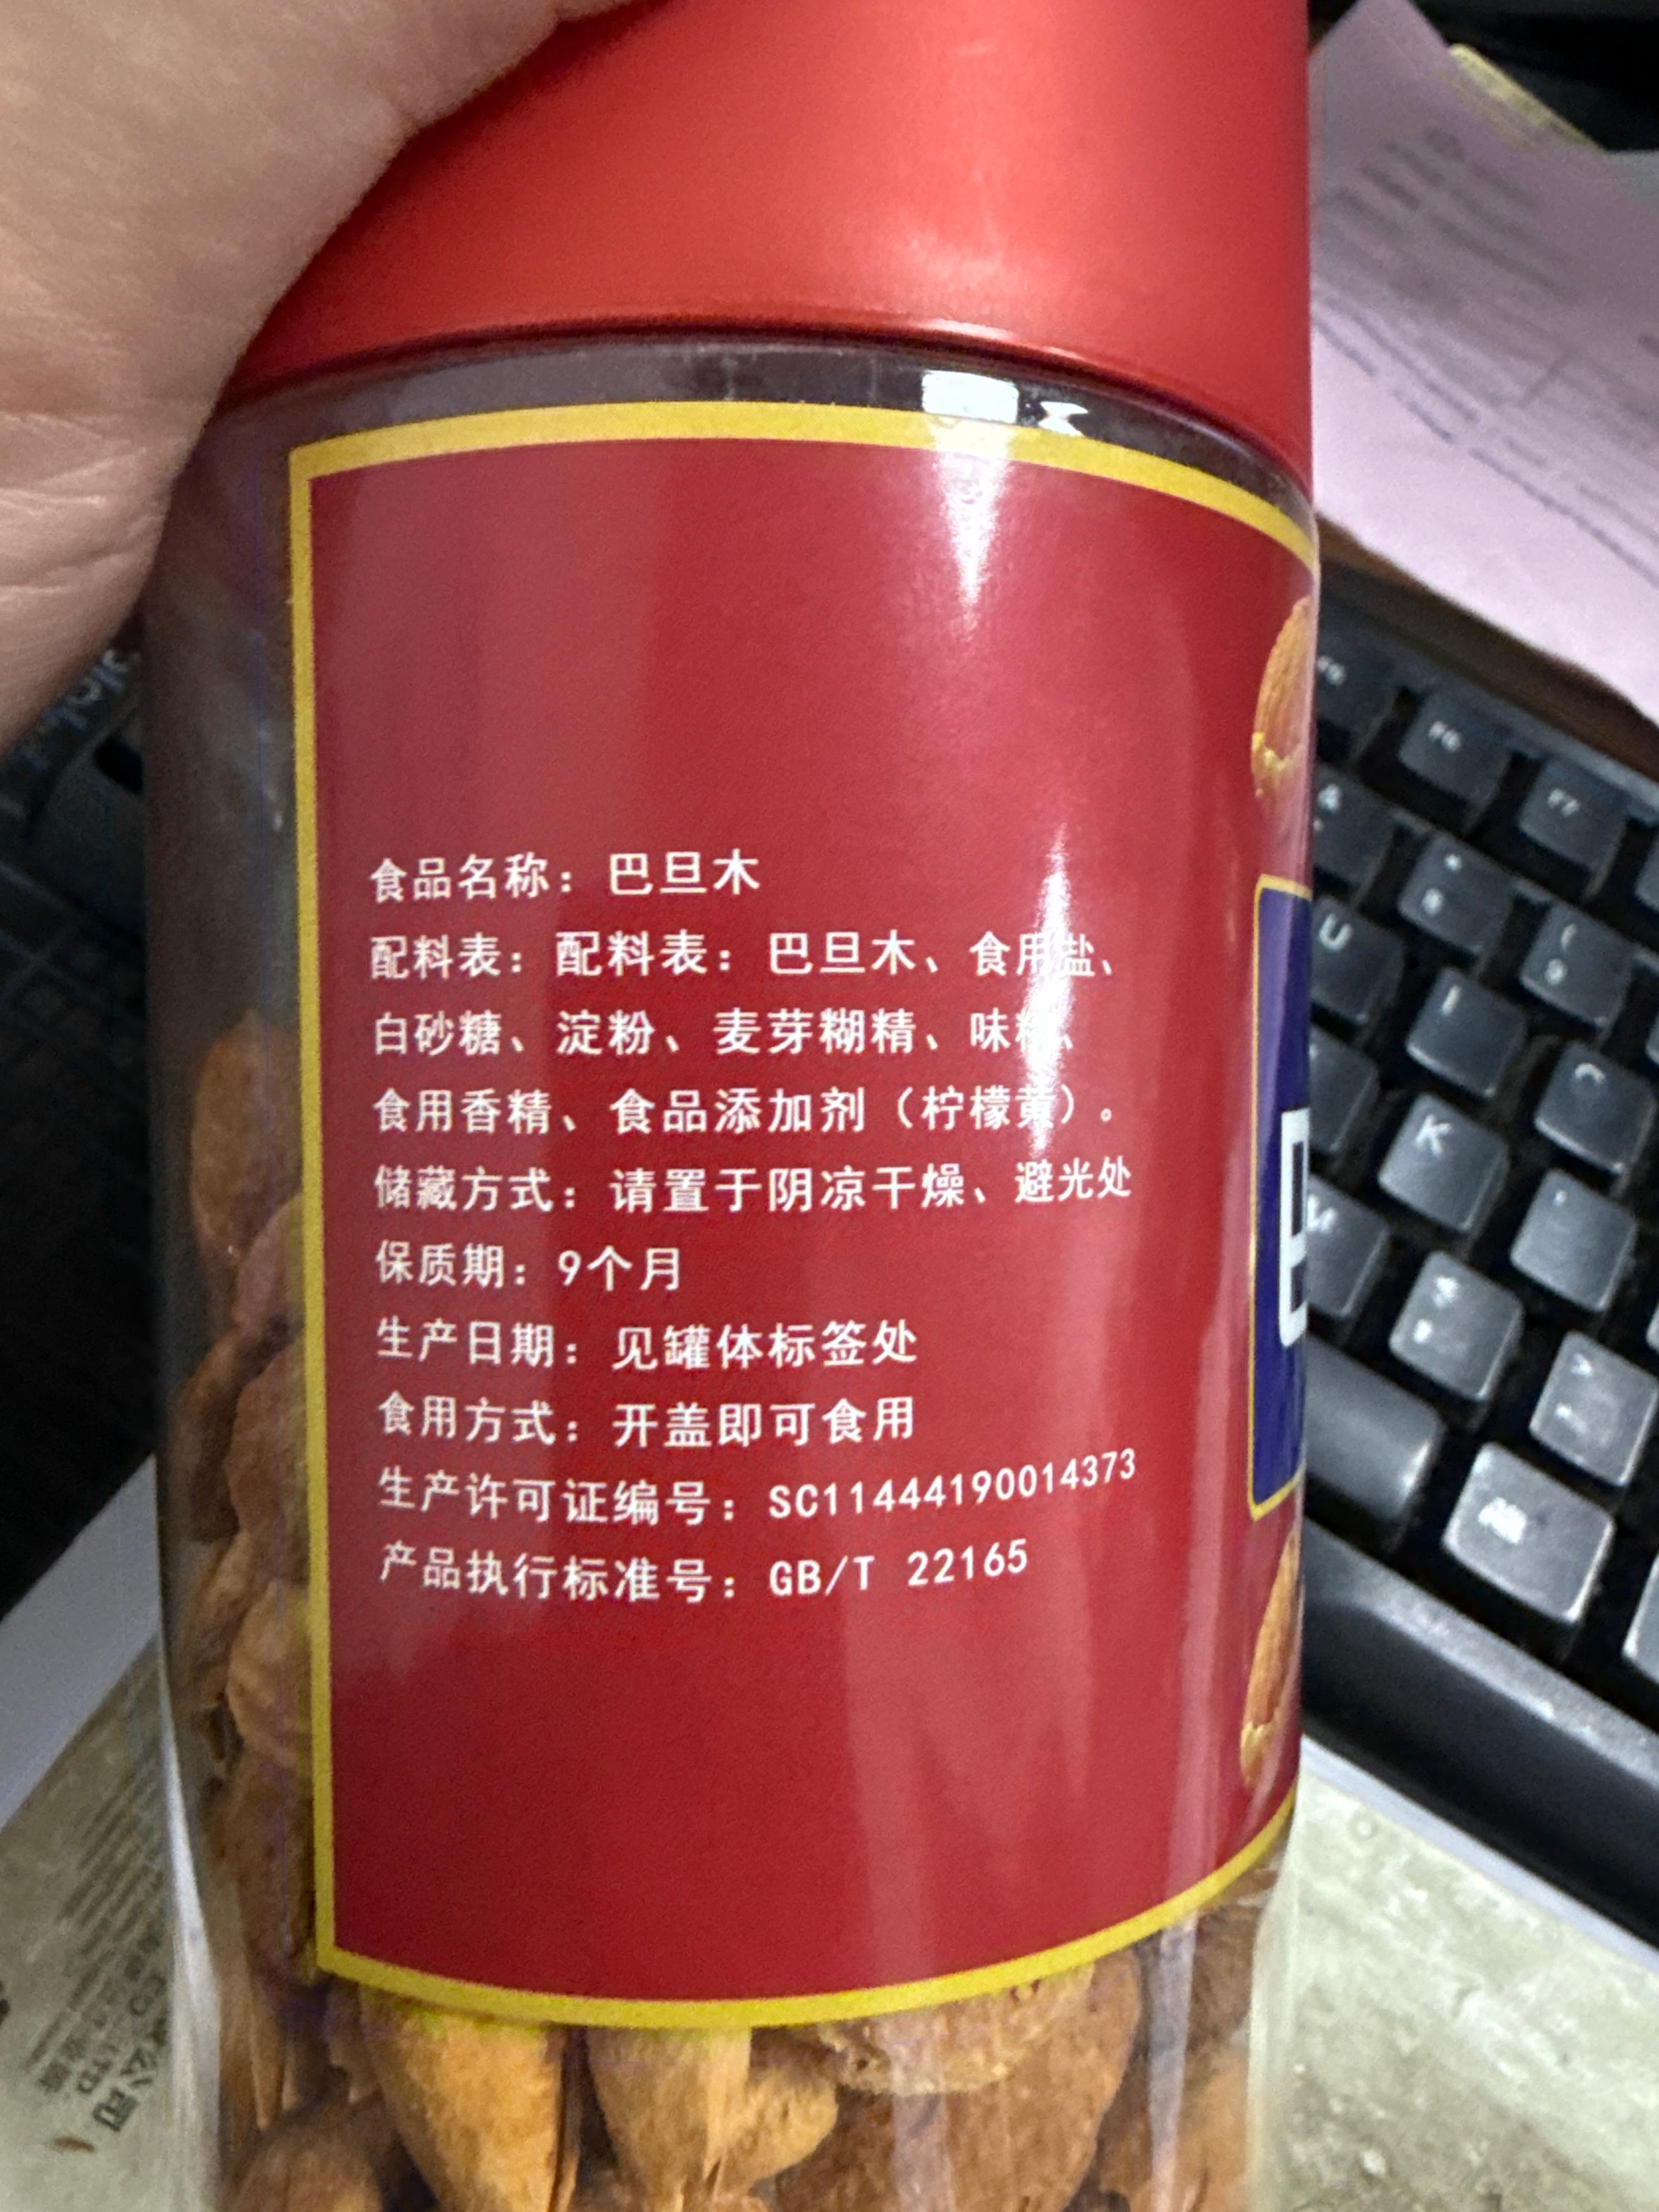 食品名称：巴旦木
配料表：配料表：巴旦木、食用盐、
白砂糖、淀粉、麦芽糊精、味精、
食用香精、食品添加剂（柠檬黄）。
储藏方式：请置于阴凉干燥、避光处
保质期：9个月
生产日期：见罐体标签处
食用方式：开盖即可食用
生产许可证编号：SC11444190014373
产品执行标准号：GB/T 22165
U
K
M